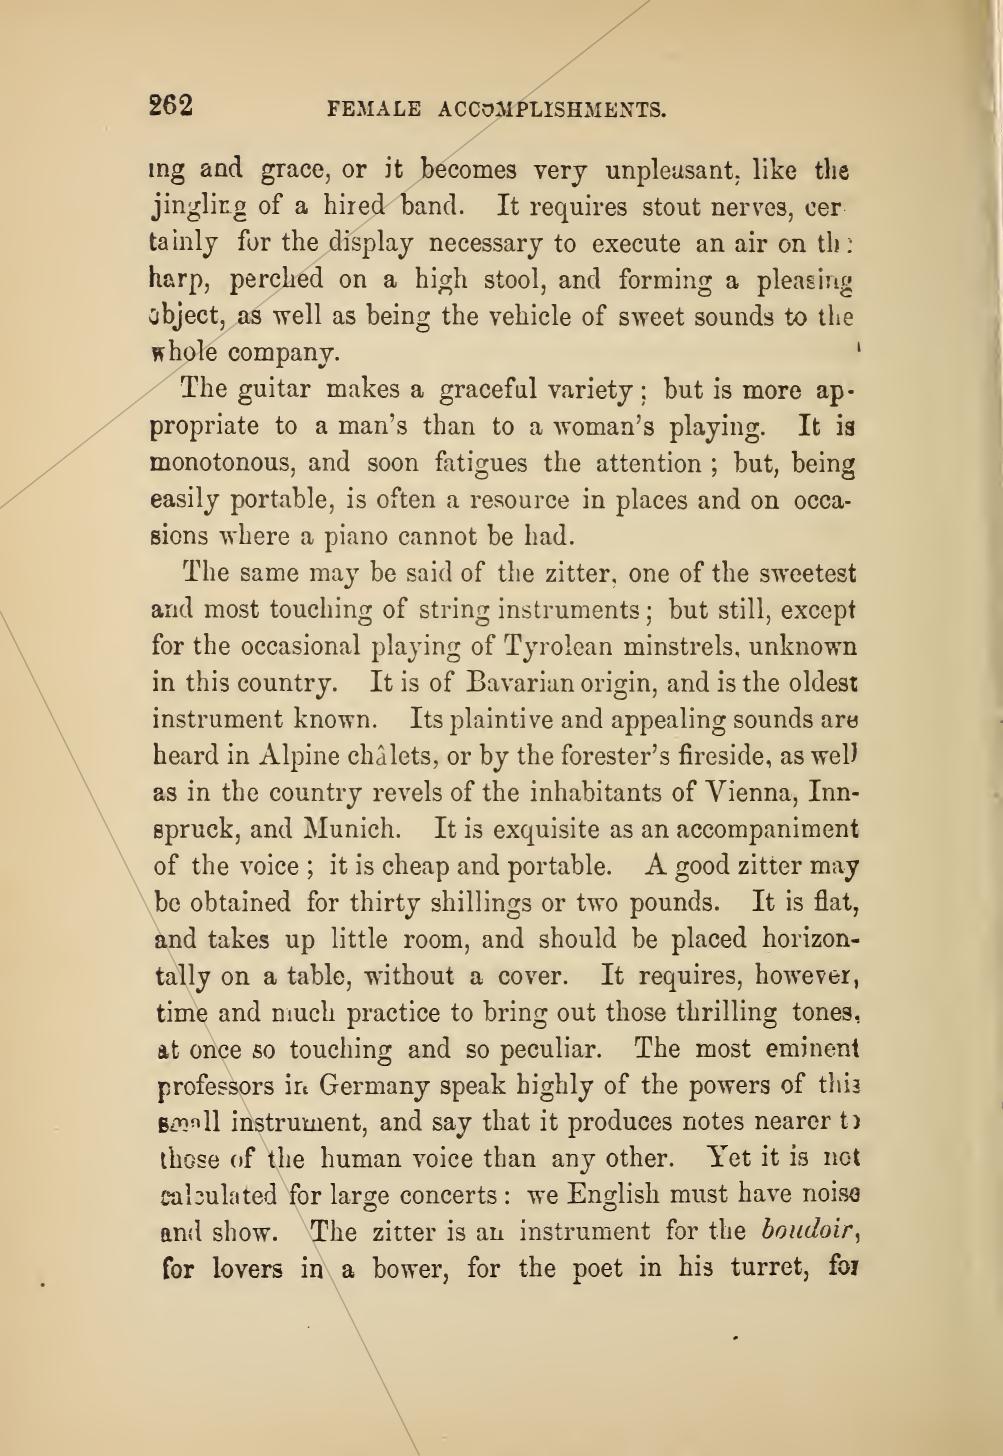 262 FEMALE ACCOMPLISHMENTS.
ing and grace, or it becomes very unpleasant, like the
jingling of a hired band. It requires stout nerves, cer
tainly for the display necessary to execute an air on the
harp, perched on a high stool, and forming a pleasing
object, as well as being the vehicle of sweet sounds to the
whole company.
The guitar makes a graceful variety ; but is more ap-
propriate to a man's than to a woman's playing. It is
monotonous, and soon fatigues the attention ; but, being
easily portable, is often a resource in places and on occa-
sions where a piano cannot be had.
The same may be said of the zitter, one of the sweetest
and most touching of string instruments ; but still, except
for the occasional playing of Tyrolean minstrels, unknown
in this country. It is of Bavarian origin, and is the oldest
instrument known. Its plaintive and appealing sounds are
heard in Alpine châlets, or by the forester's fireside, as well
as in the country revels of the inhabitants of Vienna, Inn-
spruck, and Munich. It is exquisite as an accompaniment
of the voice ; it is cheap and portable. A good zitter may
be obtained for thirty shillings or two pounds. It is flat,
and takes up little room, and should be placed horizon-
tally on a table, without a cover. It requires, however,
time and much practice to bring out those thrilling tones,
at once so touching and so peculiar. The most eminent
professors in Germany speak highly of the powers of this
small instrument, and say that it produces notes nearer to
those of the human voice than any other. Yet it is not
calculated for large concerts : we English must have noise
and show. The zitter is an instrument for the boudoir,
for lovers in a bower, for the poet in his turret, for